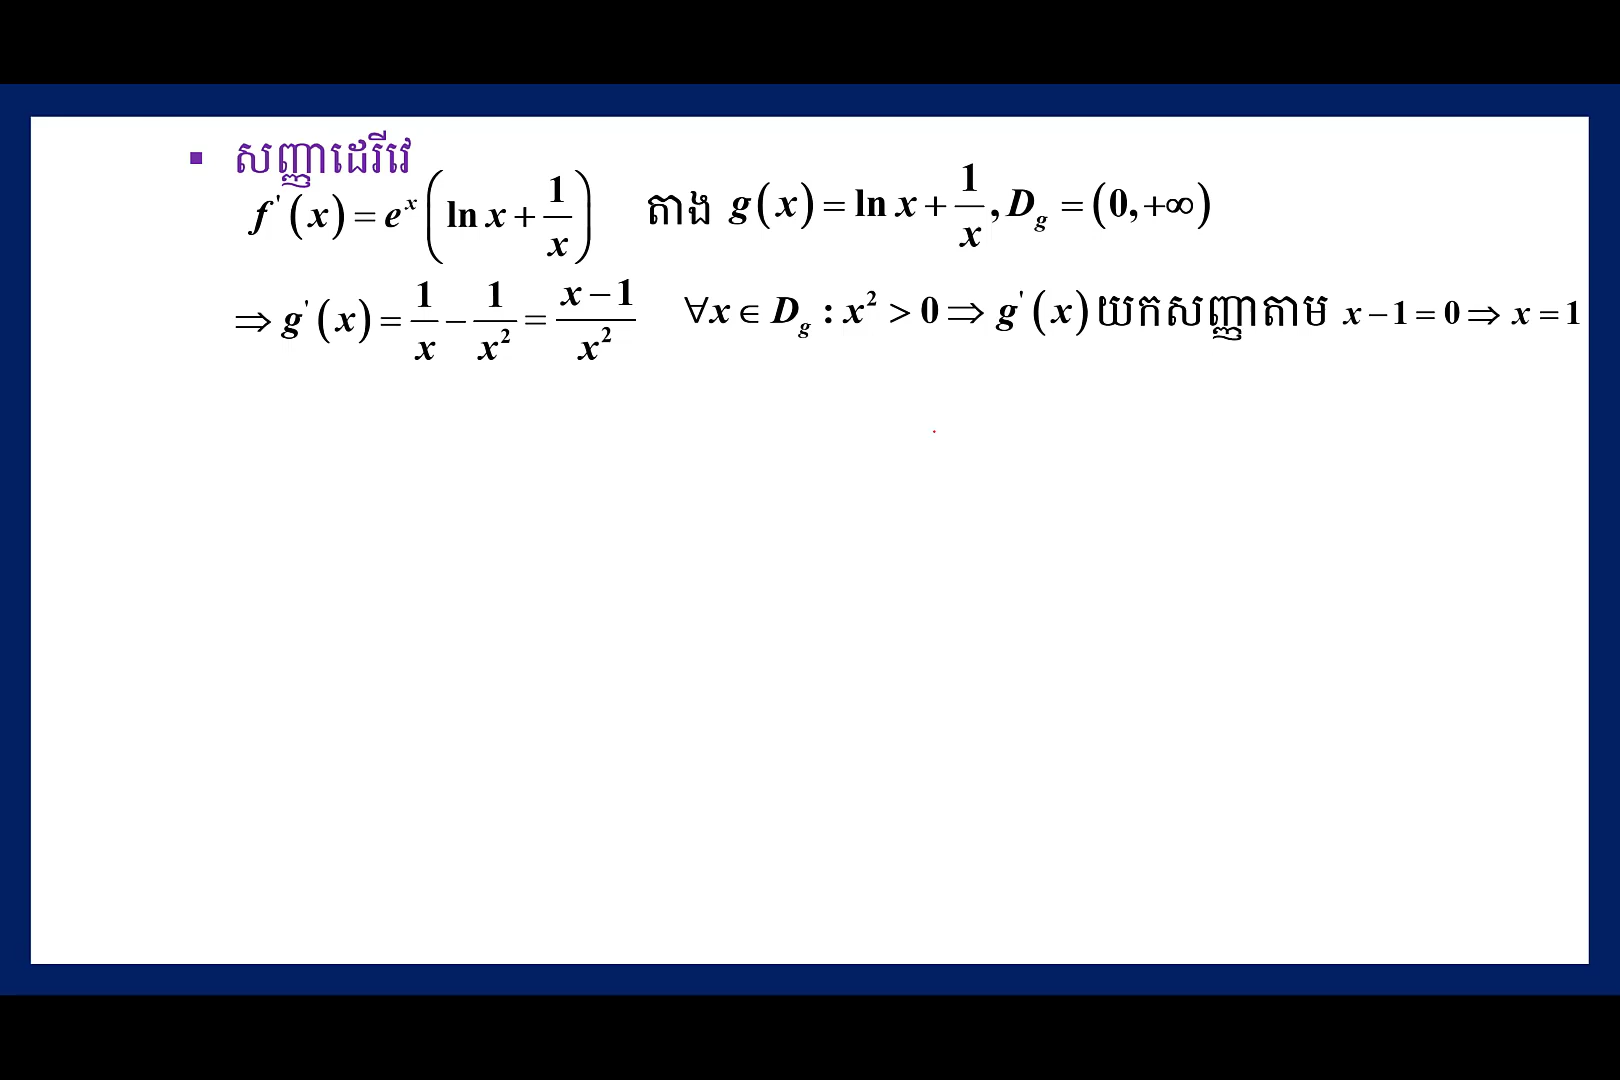 ▪ សញ្ញាដេរីវេ
f'(x) = e^x (ln x + 1/x) តាង g(x) = ln x + 1/x, D_g = (0, +∞)
⇒ g'(x) = 1/x − 1/x² = (x − 1)/x² ∀x ∈ D_g : x² > 0 ⇒ g'(x) យកសញ្ញាតាម x − 1 = 0 ⇒ x = 1